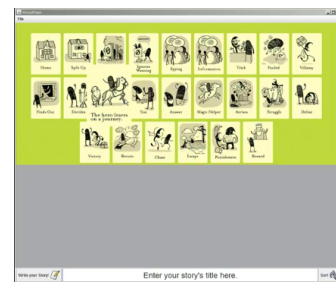 File
Home
Split Up
Ignores Warning
Spying
Information
Trick
Fooled
Villainy
Finds Out
Decides
The hero leaves
on a journey.
Test
Answer
Magic Helper
Arrives
Struggle
Defeat
Victory
Return
Chase
Escape
Punishment
Reward
Write your Story!
Enter your story's title here.
Sort